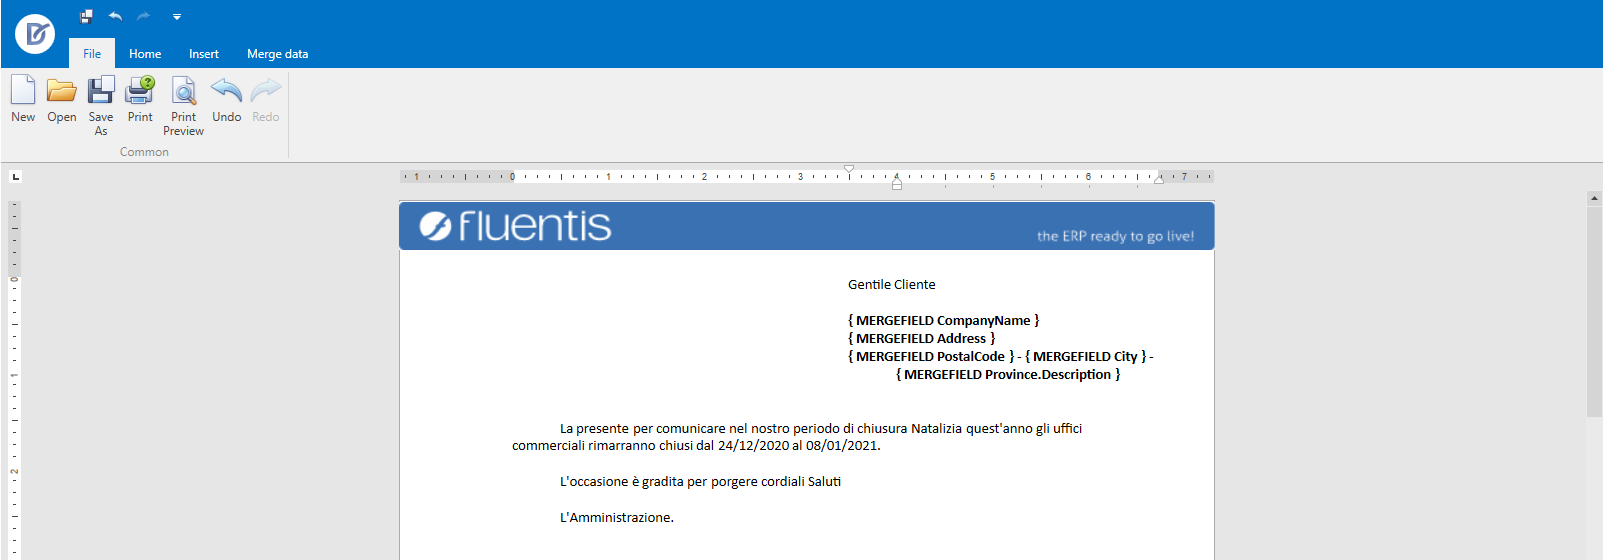 File Home Insert Merge data
New Open Save As Print Print Preview Undo Redo
Common
1 0 1 2 3 4 5 6 7
fluentis
the ERP ready to go live!
0
1
2
Gentile Cliente
{ MERGEFIELD CompanyName }
{ MERGEFIELD Address }
{ MERGEFIELD PostalCode } - { MERGEFIELD City } -
{ MERGEFIELD Province.Description }
La presente per comunicare nel nostro periodo di chiusura Natalizia quest'anno gli uffici
commerciali rimarranno chiusi dal 24/12/2020 al 08/01/2021.
L'occasione è gradita per porgere cordiali Saluti
L'Amministrazione.